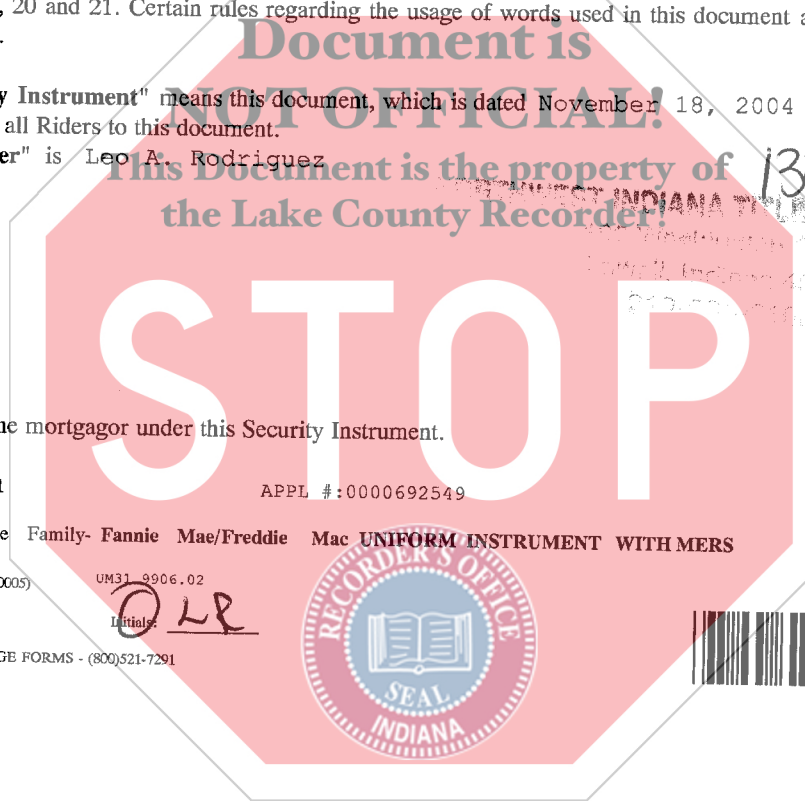 , 20 and 21. Certain rules regarding the usage of words used in this document a
Document is
y Instrument" means this document, which is dated November 18, 2004
NOT OFFICIAL!
all Riders to this document.
er" is Leo A. Rodriguez
This Document is the property of
13
INDIANA
the Lake County Recorder!
STOP
ne mortgagor under this Security Instrument.
APPL #:0000692549
e Family- Fannie Mae/Freddie Mac UNIFORM INSTRUMENT WITH MERS
0005)
UM31 9906.02
Initials: LR
GE FORMS - (800)521-7291
RECORDER'S OFFICE
SEAL
INDIANA